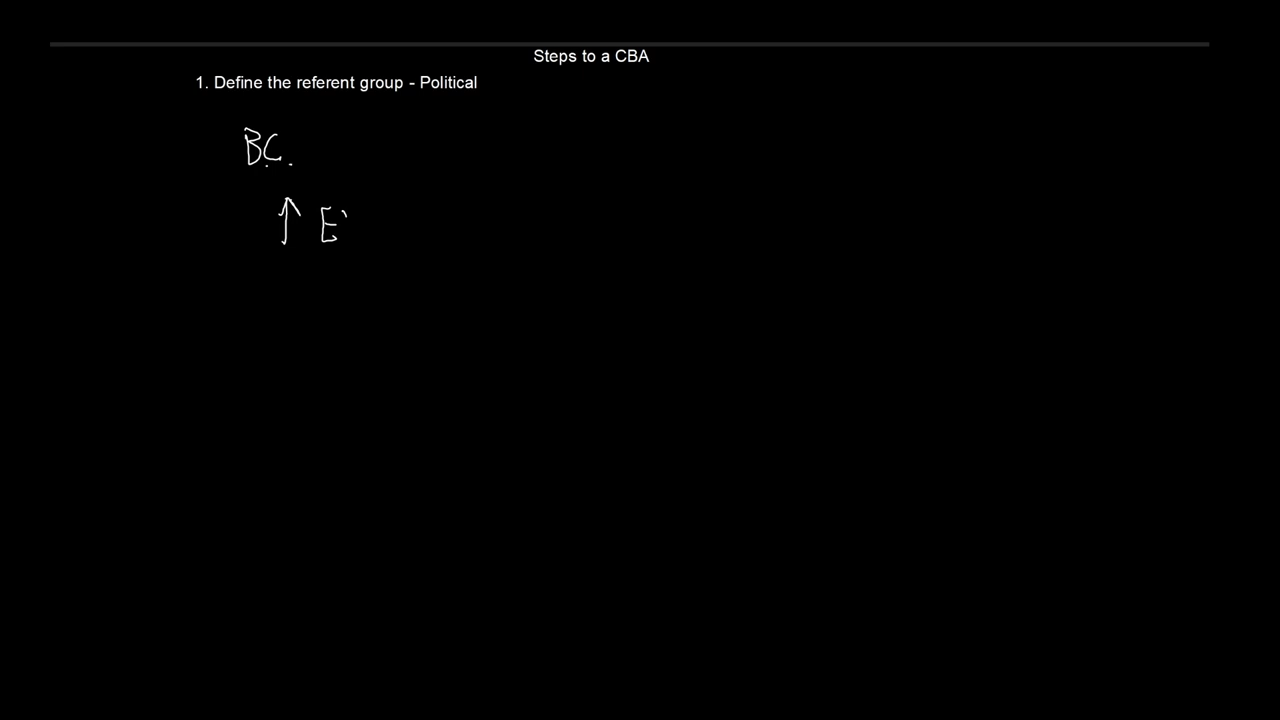 Steps to a CBA
1. Define the referent group - Political
BC.
↑ E